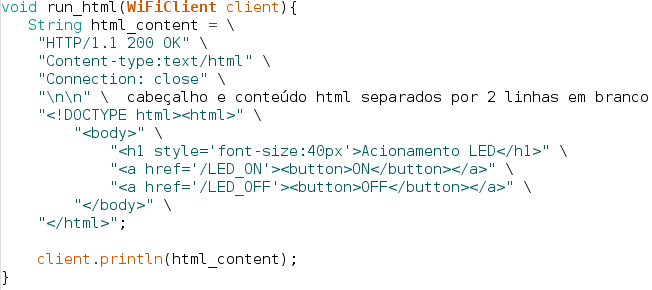 void run_html(WiFiClient client){
   String html_content = \
    "HTTP/1.1 200 OK" \
    "Content-type:text/html" \
    "Connection: close" \
    "\n\n" \  cabeçalho e conteúdo html separados por 2 linhas em branco
    "<!DOCTYPE html><html>" \
        "<body>" \
            "<h1 style='font-size:40px'>Acionamento LED</h1>" \
            "<a href='/LED_ON'><button>ON</button></a>" \
            "<a href='/LED_OFF'><button>OFF</button></a>" \
        "</body>" \
    "</html>";
    client.println(html_content);
}